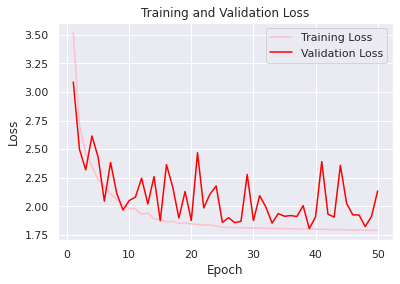 Training and Validation Loss
Training Loss
Validation Loss
3.50
3.25
3.00
2.75
2.50
2.25
2.00
1.75
Loss
0
10
20
30
40
50
Epoch